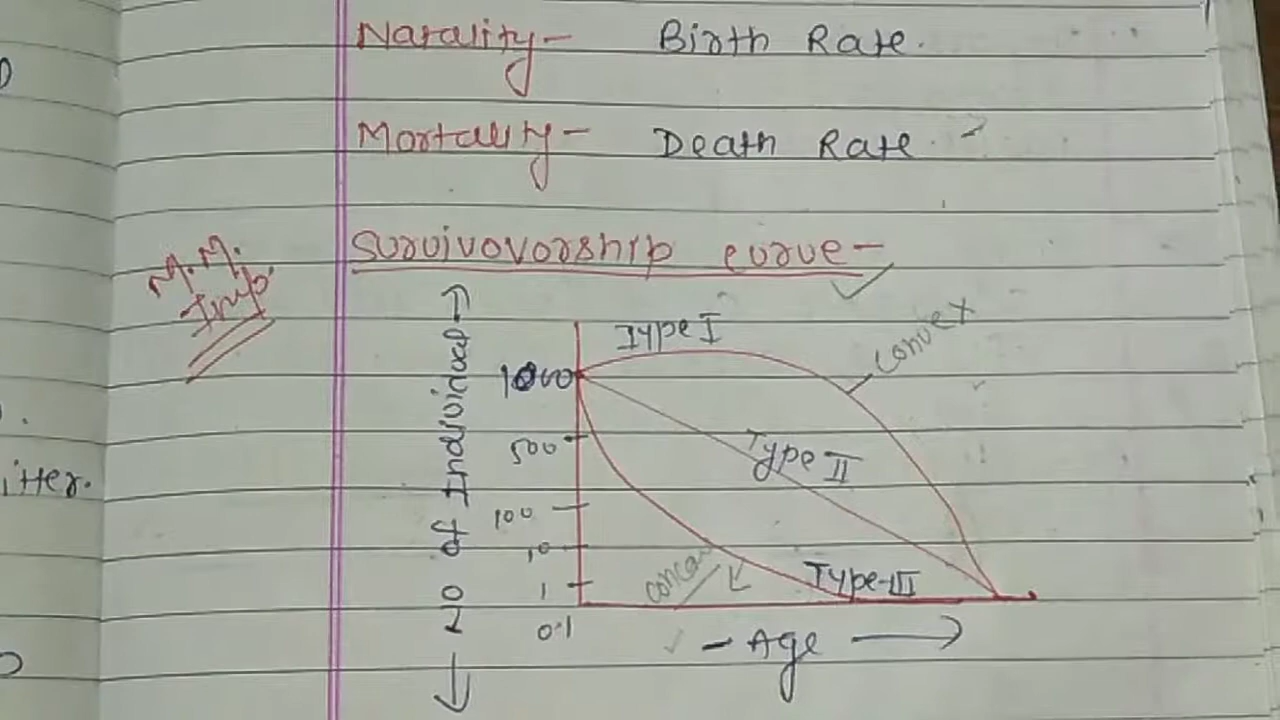 Natality- Birth Rate.
Mortality- Death Rate.
itter.
M.M.
Imp.
Survivovorship curve-
No of Individual
Type I
Convex
1000
500
Type II
100
10
1
0.1
Type-III
Age